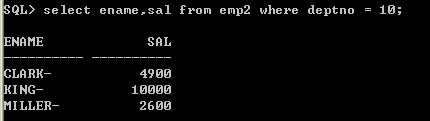 SQL> select ename,sal from emp2 where deptno = 10;
ENAME             SAL
---------- ----------
CLARK-           4900
KING-           10000
MILLER-          2600